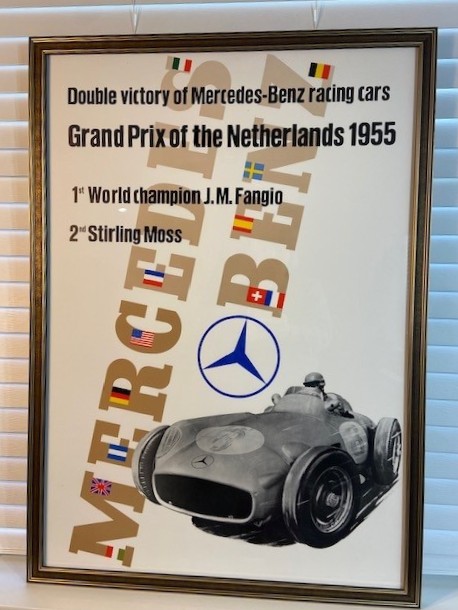 Double victory of Mercedes-Benz racing cars
Grand Prix of the Netherlands 1955
1st World champion J.M. Fangio
2nd Stirling Moss
MERCEDES
BENZ